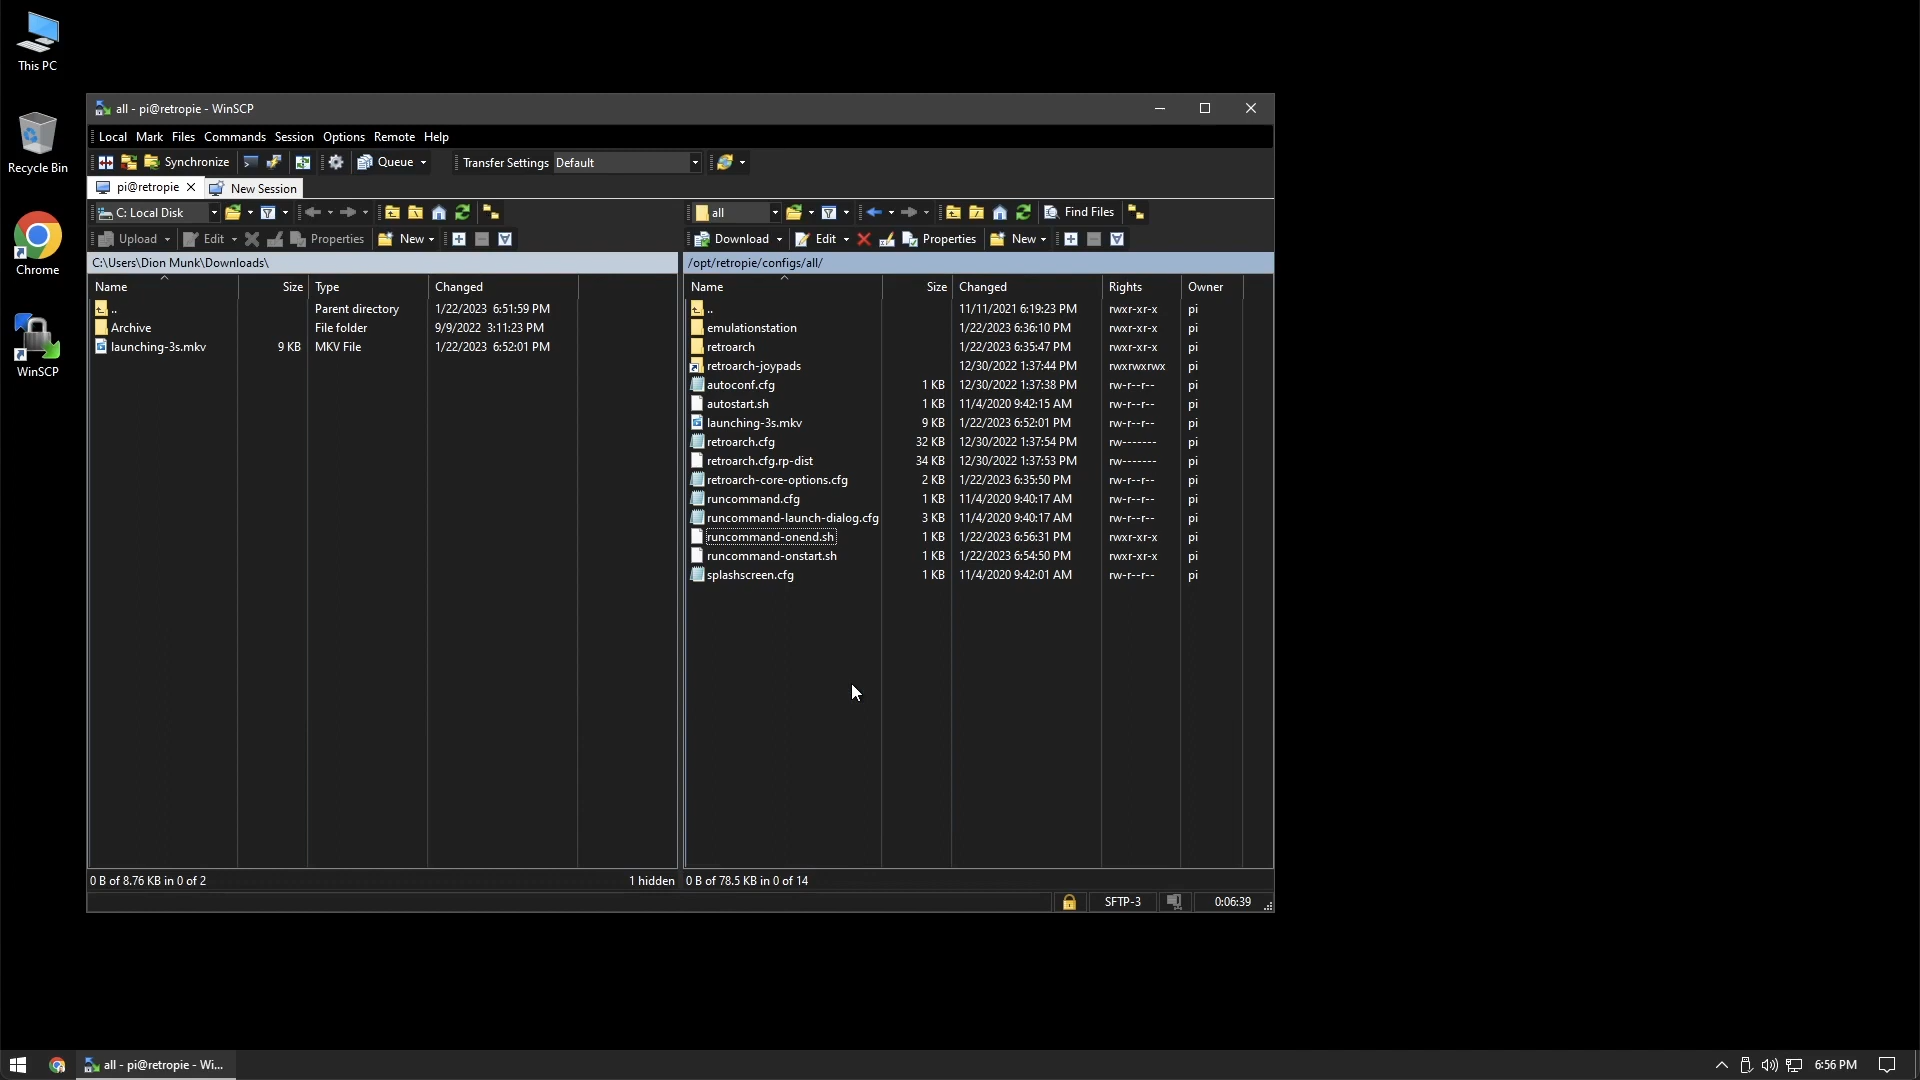 This PC
Recycle Bin
Chrome
WinSCP
all - pi@retropie - WinSCP
Local Mark Files Commands Session Options Remote Help
Synchronize Queue Transfer Settings Default
pi@retropie New Session
C: Local Disk
all Find Files
Upload Edit Properties New
Download Edit Properties New
C:\Users\Dion Munk\Downloads\
Name Size Type Changed
.. Parent directory 1/22/2023 6:51:59 PM
Archive File folder 9/9/2022 3:11:23 PM
launching-3s.mkv 9 KB MKV File 1/22/2023 6:52:01 PM
0 B of 8.76 KB in 0 of 2 1 hidden
/opt/retropie/configs/all/
Name Size Changed Rights Owner
.. 11/11/2021 6:19:23 PM rwxr-xr-x pi
emulationstation 1/22/2023 6:36:10 PM rwxr-xr-x pi
retroarch 1/22/2023 6:35:47 PM rwxr-xr-x pi
retroarch-joypads 12/30/2022 1:37:44 PM rwxrwxrwx pi
autoconf.cfg 1 KB 12/30/2022 1:37:38 PM rw-r--r-- pi
autostart.sh 1 KB 11/4/2020 9:42:15 AM rw-r--r-- pi
launching-3s.mkv 9 KB 1/22/2023 6:52:01 PM rw-r--r-- pi
retroarch.cfg 32 KB 12/30/2022 1:37:54 PM rw------- pi
retroarch.cfg.rp-dist 34 KB 12/30/2022 1:37:53 PM rw------- pi
retroarch-core-options.cfg 2 KB 1/22/2023 6:35:50 PM rw-r--r-- pi
runcommand.cfg 1 KB 11/4/2020 9:40:17 AM rw-r--r-- pi
runcommand-launch-dialog.cfg 3 KB 11/4/2020 9:40:17 AM rw-r--r-- pi
runcommand-onend.sh 1 KB 1/22/2023 6:56:31 PM rwxr-xr-x pi
runcommand-onstart.sh 1 KB 1/22/2023 6:54:50 PM rwxr-xr-x pi
splashscreen.cfg 1 KB 11/4/2020 9:42:01 AM rw-r--r-- pi
0 B of 78.5 KB in 0 of 14
SFTP-3 0:06:39
all - pi@retropie - Wi...
6:56 PM